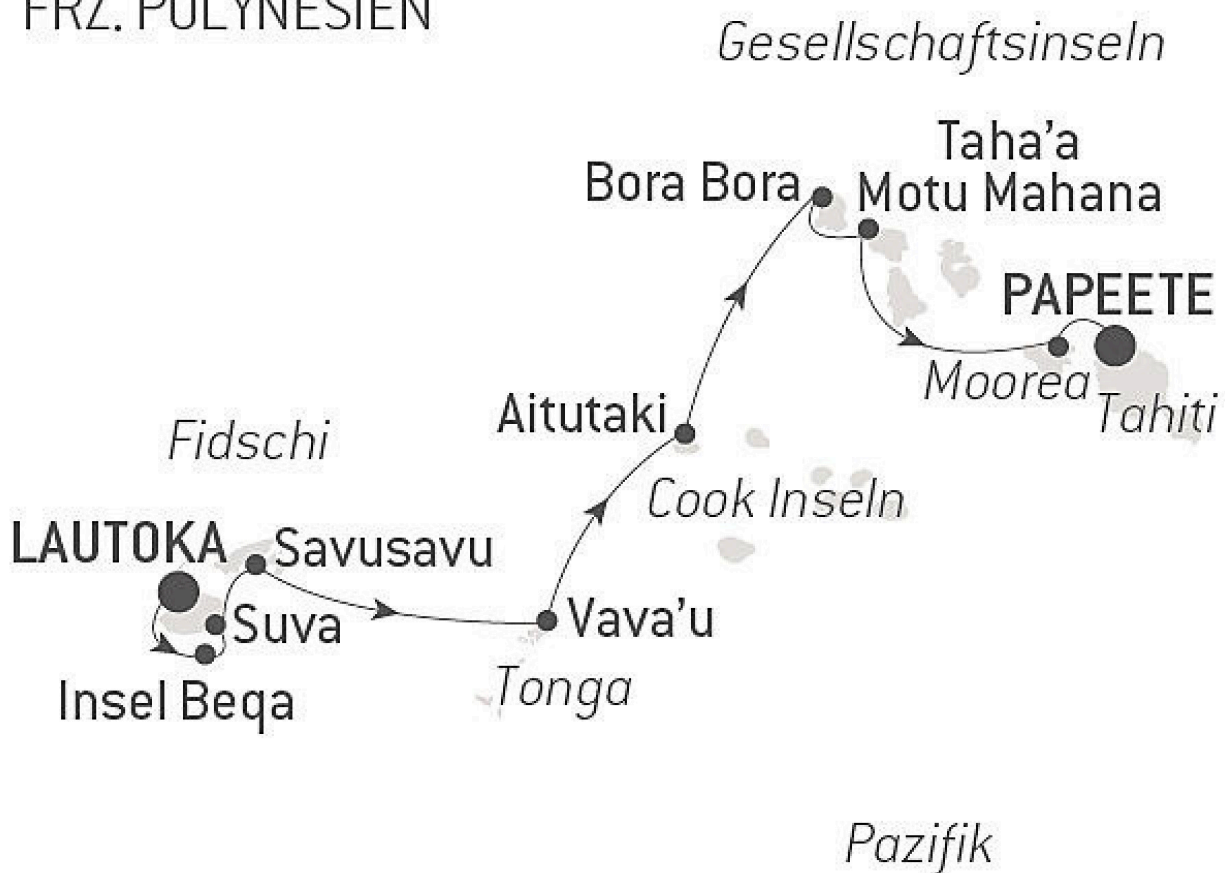 FRZ. POLYNESIEN
Gesellschaftsinseln
Taha'a
Bora Bora
Motu Mahana
PAPEETE
Moorea
Tahiti
Aitutaki
Fidschi
Cook Inseln
LAUTOKA
Savusavu
Suva
Vava'u
Insel Beqa
Tonga
Pazifik